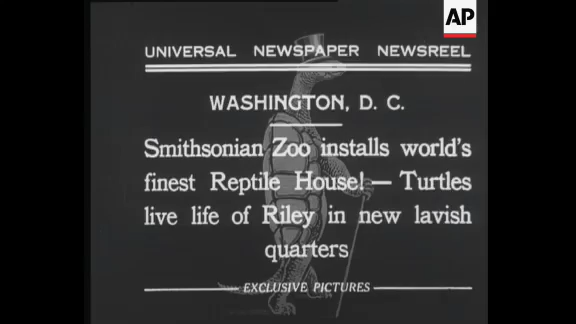 AP
UNIVERSAL NEWSPAPER NEWSREEL
WASHINGTON, D. C.
Smithsonian Zoo installs world's
finest Reptile House! — Turtles
live life of Riley in new lavish
quarters
EXCLUSIVE PICTURES